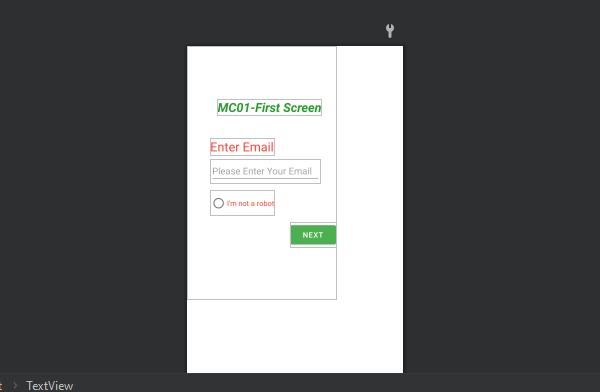 MC01-First Screen
Enter Email
Please Enter Your Email
I'm not a robot
NEXT
TextView